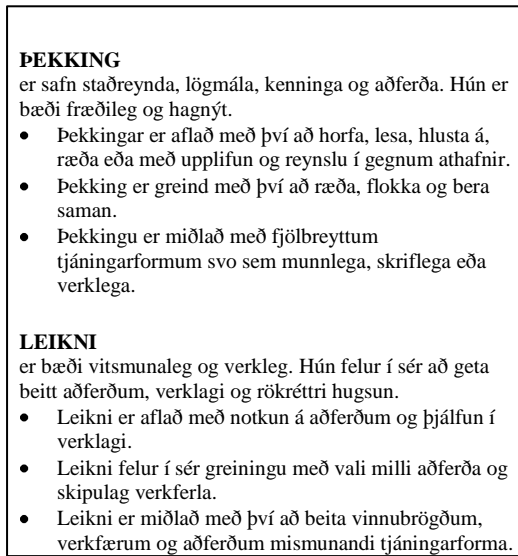 ÞEKKING
er safn staðreynda, lögmála, kenninga og aðferða. Hún er
bæði fræðileg og hagnýt.
• Þekkingar er aflað með því að horfa, lesa, hlusta á,
ræða eða með upplifun og reynslu í gegnum athafnir.
• Þekking er greind með því að ræða, flokka og bera
saman.
• Þekkingu er miðlað með fjölbreyttum
tjáningarformum svo sem munnlega, skriflega eða
verklega.
LEIKNI
er bæði vitsmunaleg og verkleg. Hún felur í sér að geta
beitt aðferðum, verklagi og rökréttri hugsun.
• Leikni er aflað með notkun á aðferðum og þjálfun í
verklagi.
• Leikni felur í sér greiningu með vali milli aðferða og
skipulag verkferla.
• Leikni er miðlað með því að beita vinnubrögðum,
verkfærum og aðferðum mismunandi tjáningarforma.